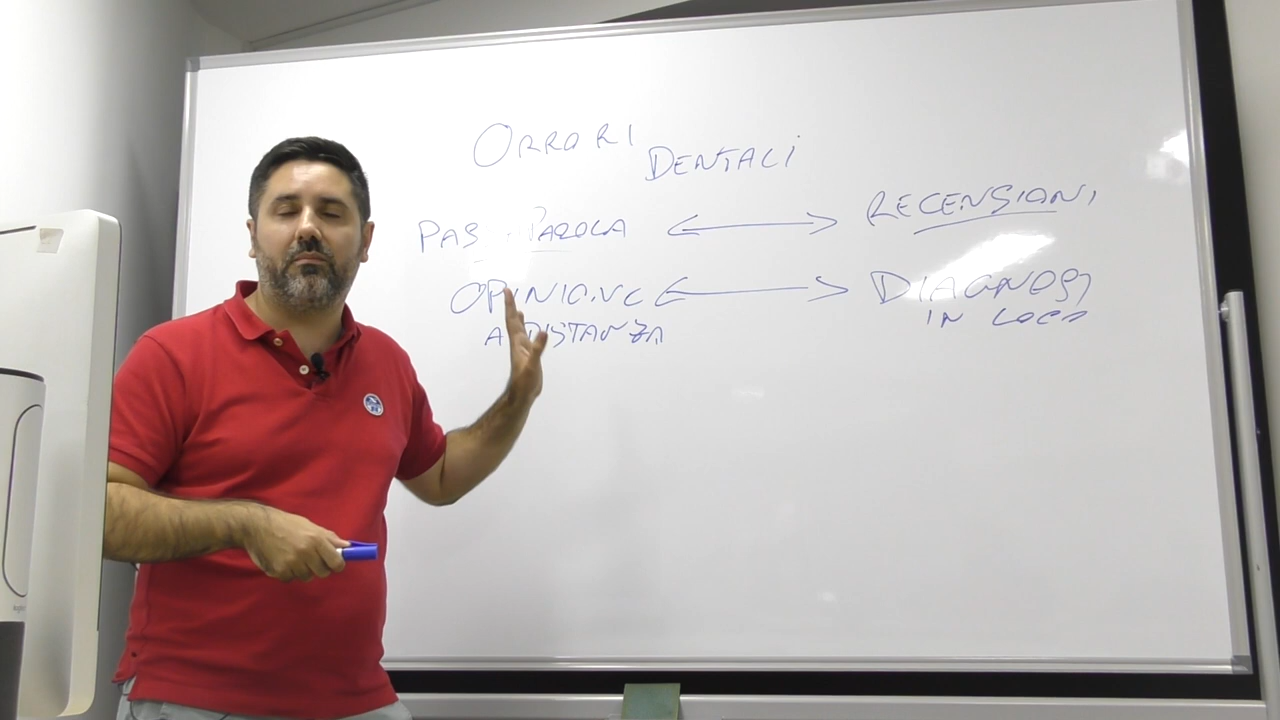 ORRORI DENTALI
PAS PAROLA <-> RECENSIONI
OPINIONE <-> DIAGNOSI
A DISTANZA IN LOCO